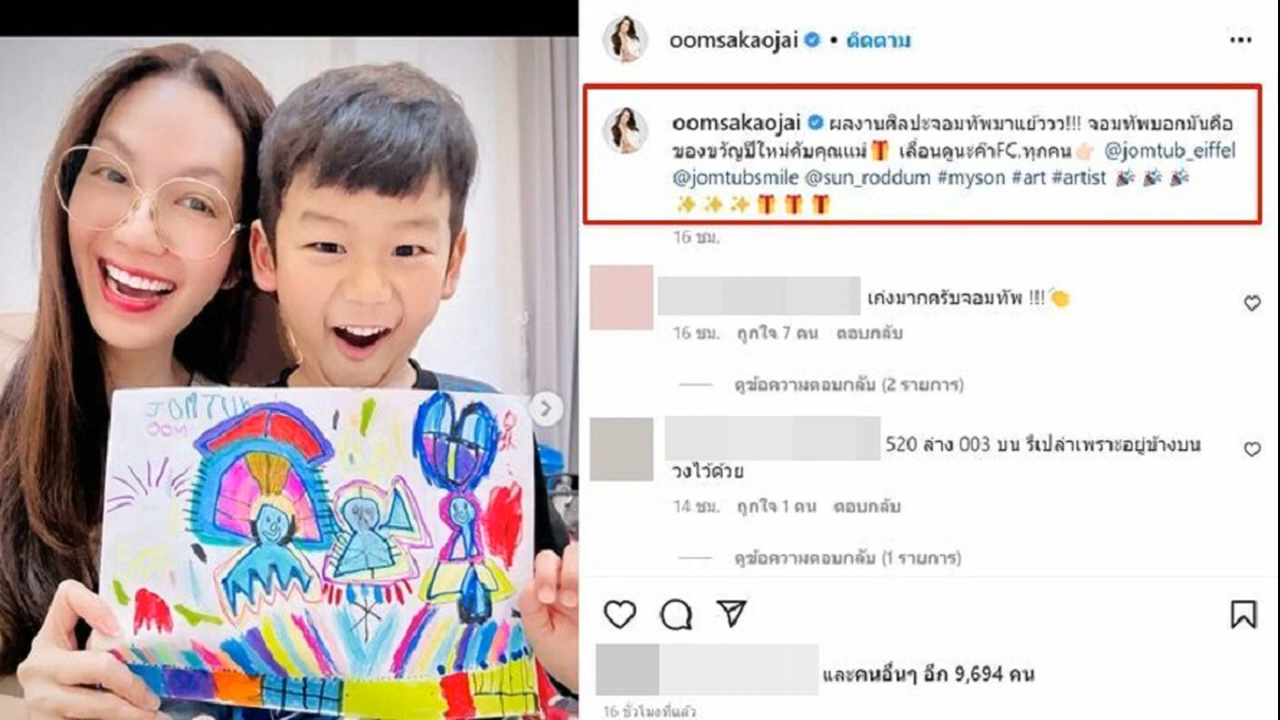 JOMTUB
OOM
oomsakaojai • ติดตาม
oomsakaojai ผลงานศิลปะจอมทัพมาแย้ววว!!! จอมทัพบอกมันคือ
ของขวัญปีใหม่คับคุณแม่🎁 เลื่อนดูนะค๊าFC.ทุกคน👉🏻 @jomtub_eiffel
@jomtubsmile @sun_roddum #myson #art #artist 🎉 🎉 🎉
✨ ✨ ✨ 🎁 🎁 🎁
16 ชม.
เก่งมากครับจอมทัพ !!!👏
16 ชม. ถูกใจ 7 คน ตอบกลับ
ดูข้อความตอบกลับ (2 รายการ)
520 ล่าง 003 บน รึเปล่าเพราะอยู่ข้างบน
วงไว้ด้วย
14 ชม. ถูกใจ 1 คน ตอบกลับ
ดูข้อความตอบกลับ (1 รายการ)
และคนอื่นๆ อีก 9,694 คน
16 ชั่วโมงที่แล้ว